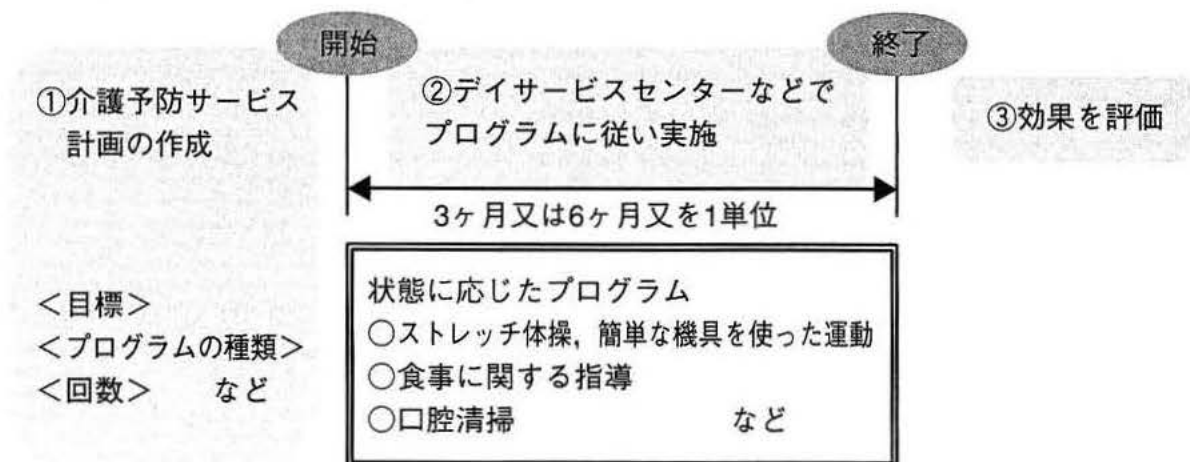 開始
終了
①介護予防サービス
計画の作成
②デイサービスセンターなどで
プログラムに従い実施
③効果を評価
3ヶ月又は6ヶ月又を1単位
<目標>
<プログラムの種類>
<回数>　　など
状態に応じたプログラム
○ストレッチ体操，簡単な機具を使った運動
○食事に関する指導
○口腔清掃　　など